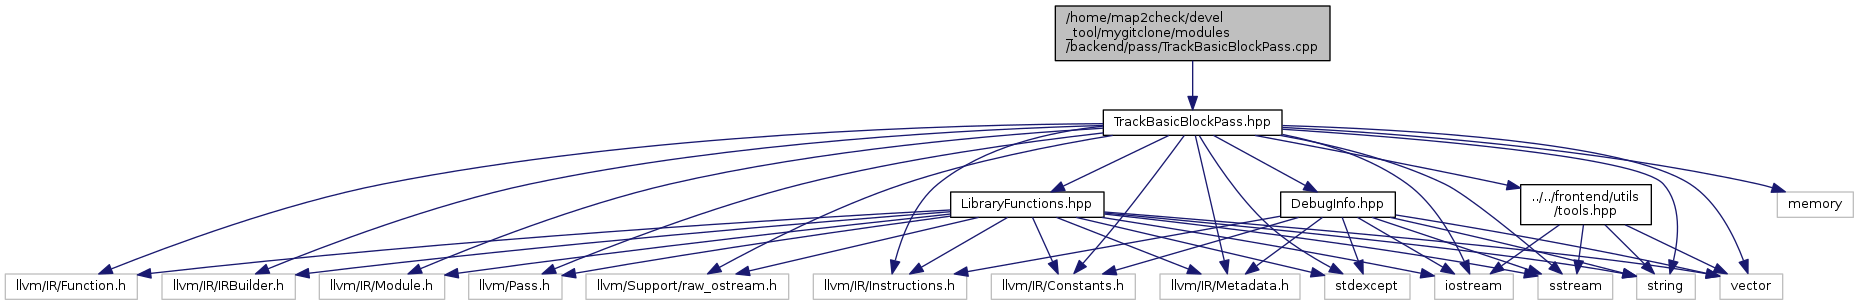 /home/map2check/devel
_tool/mygitclone/modules
/backend/pass/TrackBasicBlockPass.cpp
TrackBasicBlockPass.hpp
LibraryFunctions.hpp
DebugInfo.hpp
../../frontend/utils
/tools.hpp
memory
llvm/IR/Function.h
llvm/IR/IRBuilder.h
llvm/IR/Module.h
llvm/Pass.h
llvm/Support/raw_ostream.h
llvm/IR/Instructions.h
llvm/IR/Constants.h
llvm/IR/Metadata.h
stdexcept
iostream
sstream
string
vector